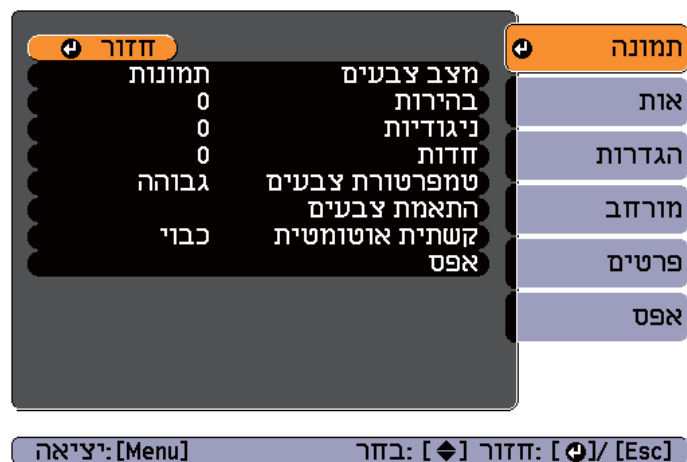 תמונה
אות
הגדרות
מורחב
פרטים
אפס
חזור
מצב צבעים תמונות
בהירות 0
ניגודיות 0
חדות 0
טמפרטורת צבעים גבוהה
התאמת צבעים
קשתית אוטומטית כבוי
אפס
[Esc] /[ ] :חזור [ ] :בחר [Menu]:יציאה